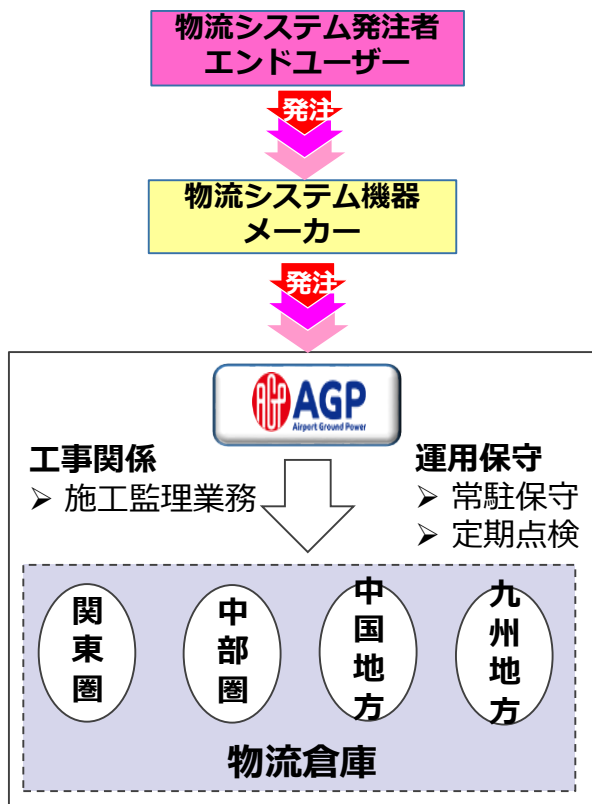 物流システム発注者
エンドユーザー
発注
物流システム機器
メーカー
発注
AGP AGP
Airport Ground Power
工事関係
➢ 施工監理業務
運用保守
➢ 常駐保守
➢ 定期点検
関東圏
中部圏
中国地方
九州地方
物流倉庫